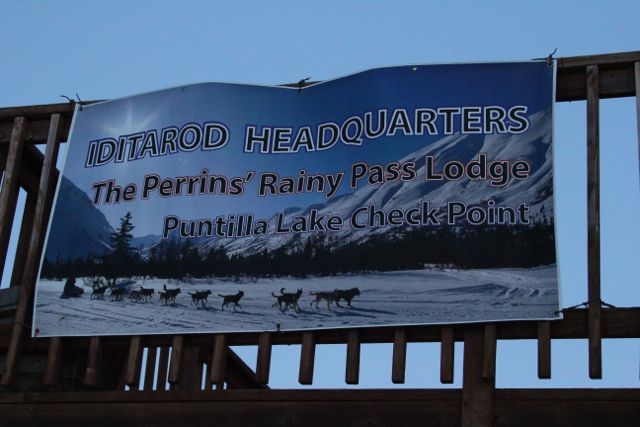 IDITAROD HEADQUARTERS
The Perrins' Rainy Pass Lodge
Puntilla Lake Check Point